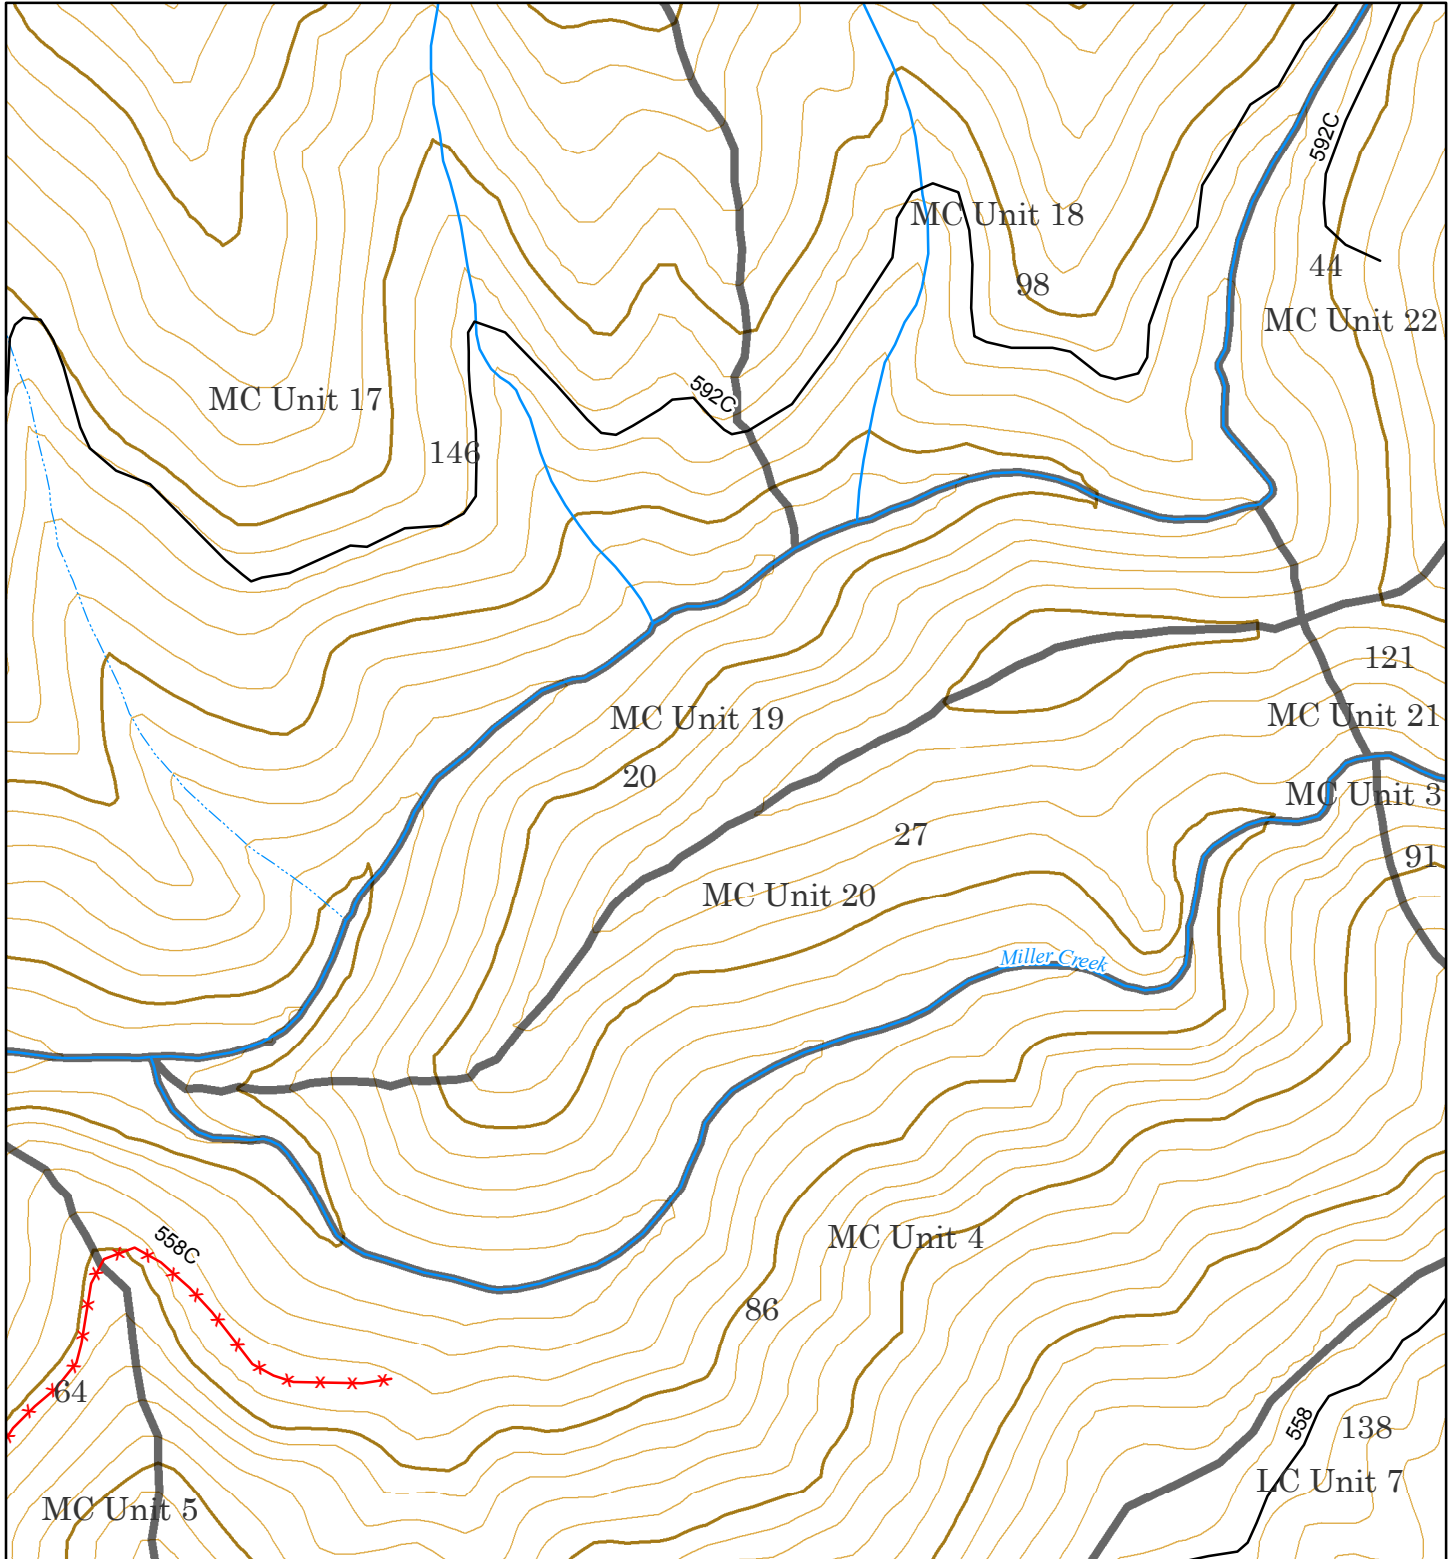 592C
MC Unit 18
44
98
MC Unit 22
592C
MC Unit 17
146
121
MC Unit 19
MC Unit 21
20
MC Unit 3
27
91
MC Unit 20
Miller Creek
558C
MC Unit 4
86
64
558
138
LC Unit 7
MC Unit 5